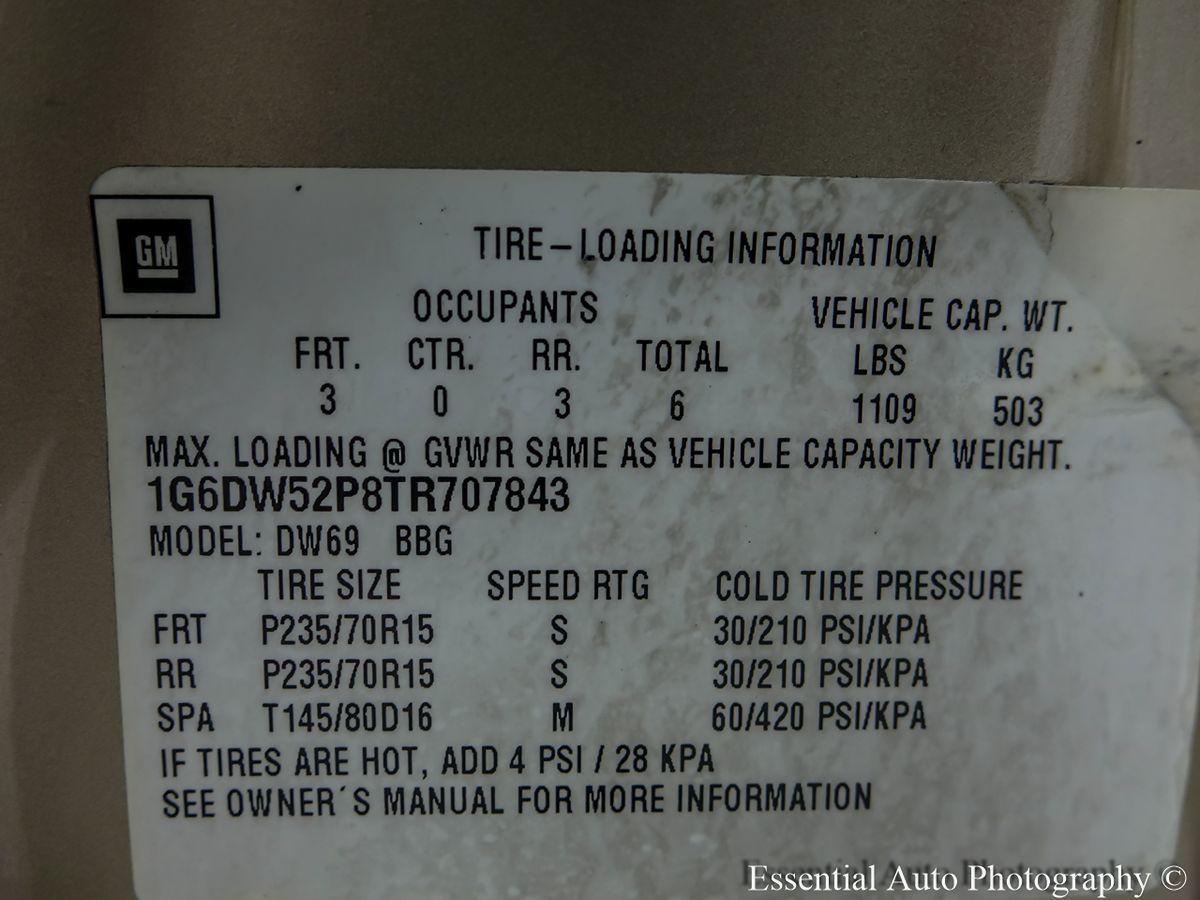 GM
TIRE–LOADING INFORMATION
OCCUPANTS VEHICLE CAP. WT.
FRT. CTR. RR. TOTAL LBS KG
3 0 3 6 1109 503
MAX. LOADING @ GVWR SAME AS VEHICLE CAPACITY WEIGHT.
1G6DW52P8TR707843
MODEL: DW69 BBG
TIRE SIZE SPEED RTG COLD TIRE PRESSURE
FRT P235/70R15 S 30/210 PSI/KPA
RR P235/70R15 S 30/210 PSI/KPA
SPA T145/80D16 M 60/420 PSI/KPA
IF TIRES ARE HOT, ADD 4 PSI / 28 KPA
SEE OWNER´S MANUAL FOR MORE INFORMATION
Essential Auto Photography ©